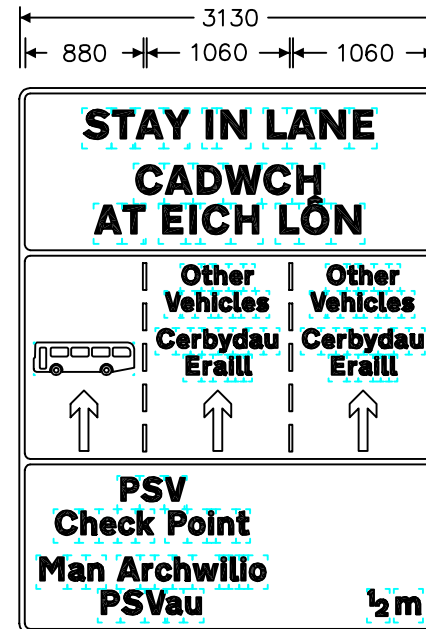 3130
880 1060 1060
STAY IN LANE
CADWCH
AT EICH LÔN
Other
Vehicles
Cerbydau
Eraill
Other
Vehicles
Cerbydau
Eraill
PSV
Check Point
Man Archwilio
PSVau
½ m